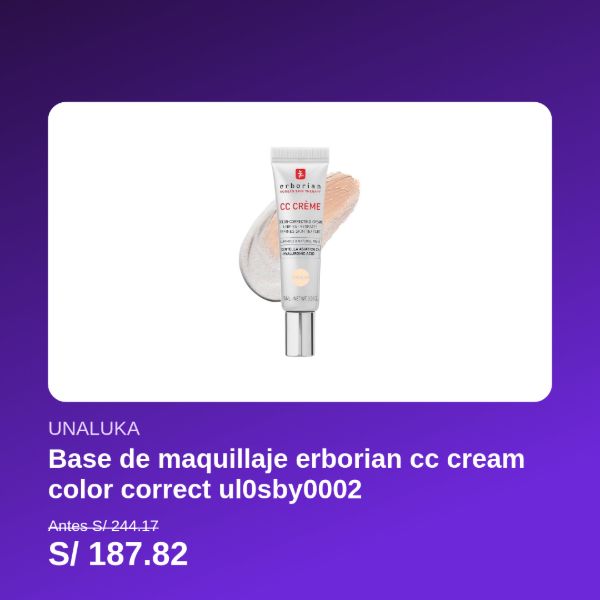 erborian
CC CRÈME
UNALUKA
Base de maquillaje erborian cc cream
color correct ul0sby0002
Antes S/ 244.17
S/ 187.82